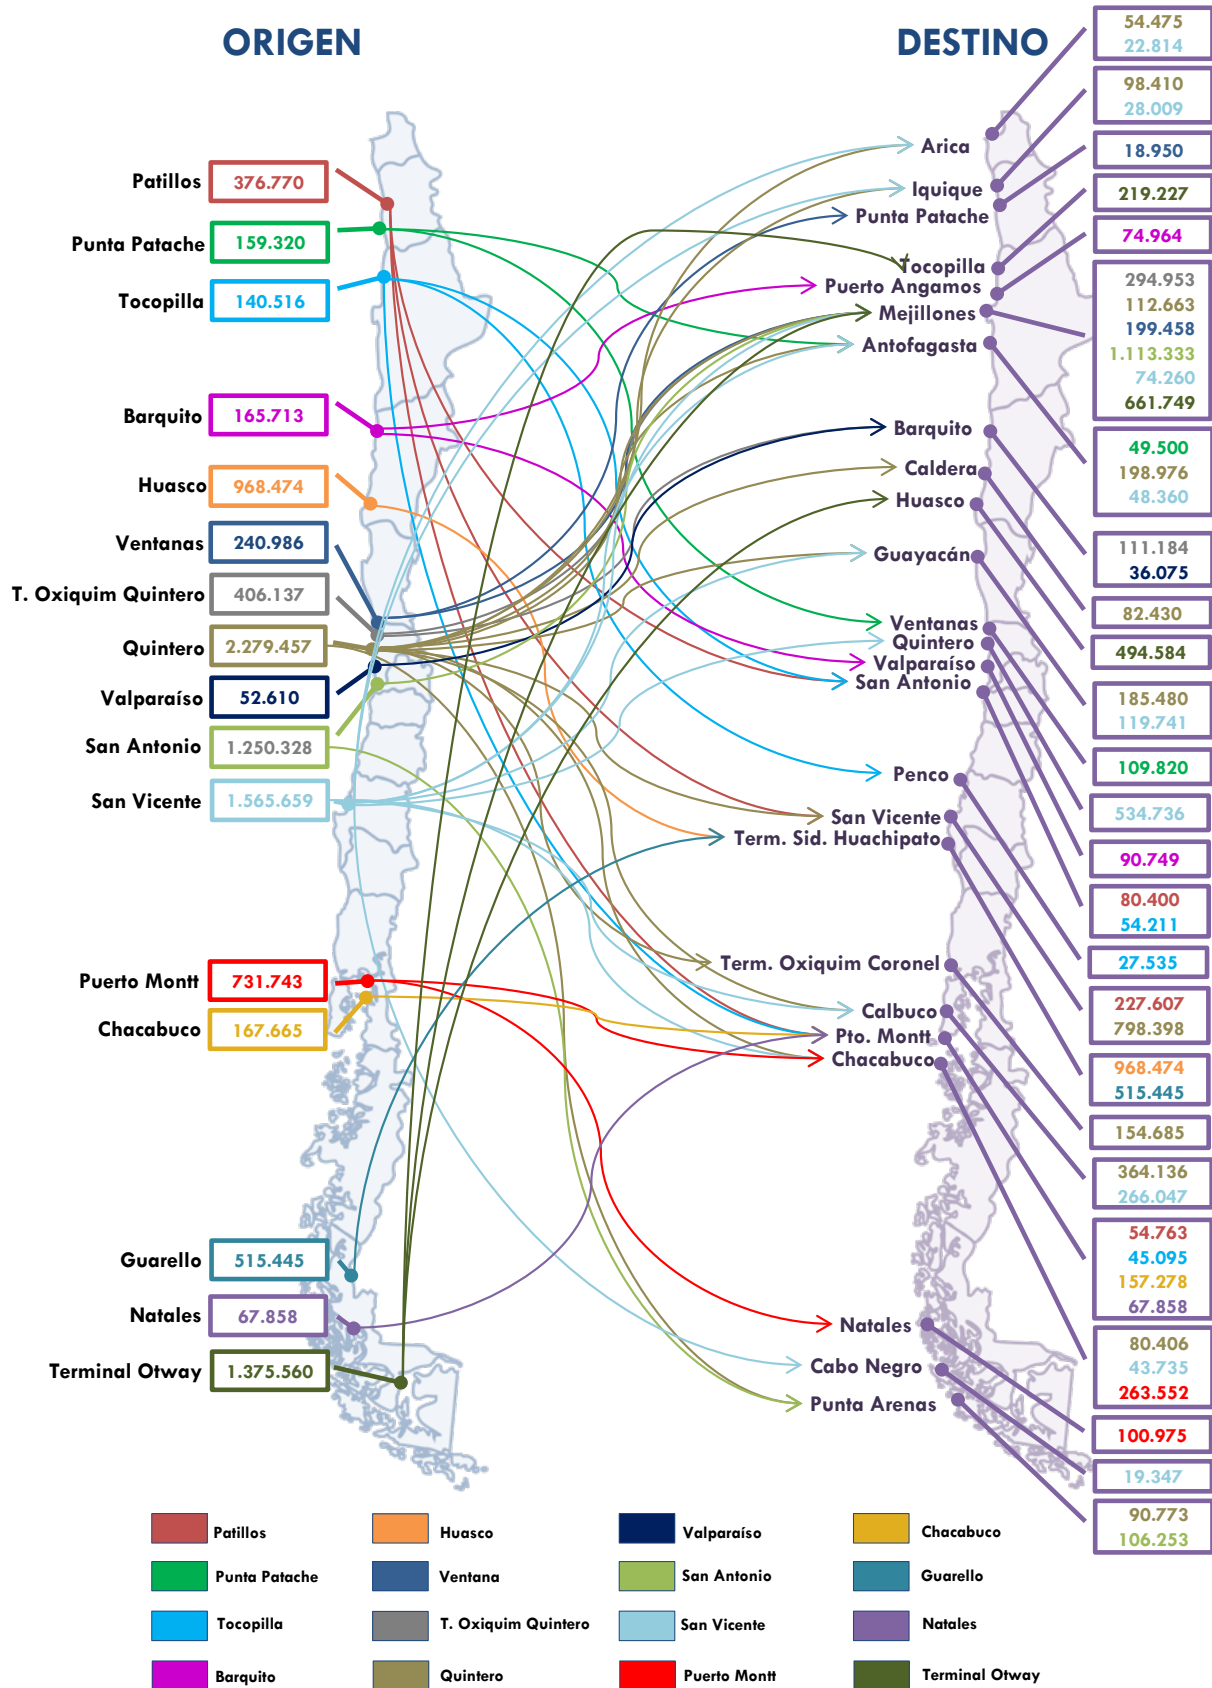 ORIGEN
DESTINO
Patillos 376.770
Punta Patache 159.320
Tocopilla 140.516
Barquito 165.713
Huasco 968.474
Ventanas 240.986
T. Oxiquim Quintero 406.137
Quintero 2.279.457
Valparaíso 52.610
San Antonio 1.250.328
San Vicente 1.565.659
Puerto Montt 731.743
Chacabuco 167.665
Guarello 515.445
Natales 67.858
Terminal Otway 1.375.560
Arica
Iquique
Punta Patache
Tocopilla
Puerto Angamos
Mejillones
Antofagasta
Barquito
Caldera
Huasco
Guayacán
Ventanas
Quintero
Valparaíso
San Antonio
Penco
San Vicente
Term. Sid. Huachipato
Term. Oxiquim Coronel
Calbuco
Pto. Montt
Chacabuco
Natales
Cabo Negro
Punta Arenas
54.475
22.814
98.410
28.009
18.950
219.227
74.964
294.953
112.663
199.458
1.113.333
74.260
661.749
49.500
198.976
48.360
111.184
36.075
82.430
494.584
185.480
119.741
109.820
534.736
90.749
80.400
54.211
27.535
227.607
798.398
968.474
515.445
154.685
364.136
266.047
54.763
45.095
157.278
67.858
80.406
43.735
263.552
100.975
19.347
90.773
106.253
Patillos
Huasco
Valparaíso
Chacabuco
Punta Patache
Ventana
San Antonio
Guarello
Tocopilla
T. Oxiquim Quintero
San Vicente
Natales
Barquito
Quintero
Puerto Montt
Terminal Otway